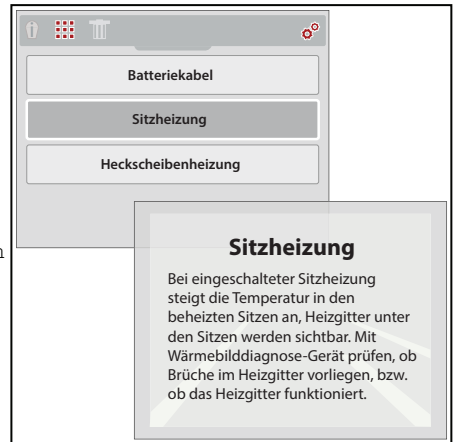 Batteriekabel
Sitzheizung
Heckscheibenheizung
Sitzheizung
Bei eingeschalteter Sitzheizung
steigt die Temperatur in den
beheizten Sitzen an, Heizgitter unter
den Sitzen werden sichtbar. Mit
Wärmebilddiagnose-Gerät prüfen, ob
Brüche im Heizgitter vorliegen, bzw.
ob das Heizgitter funktioniert.